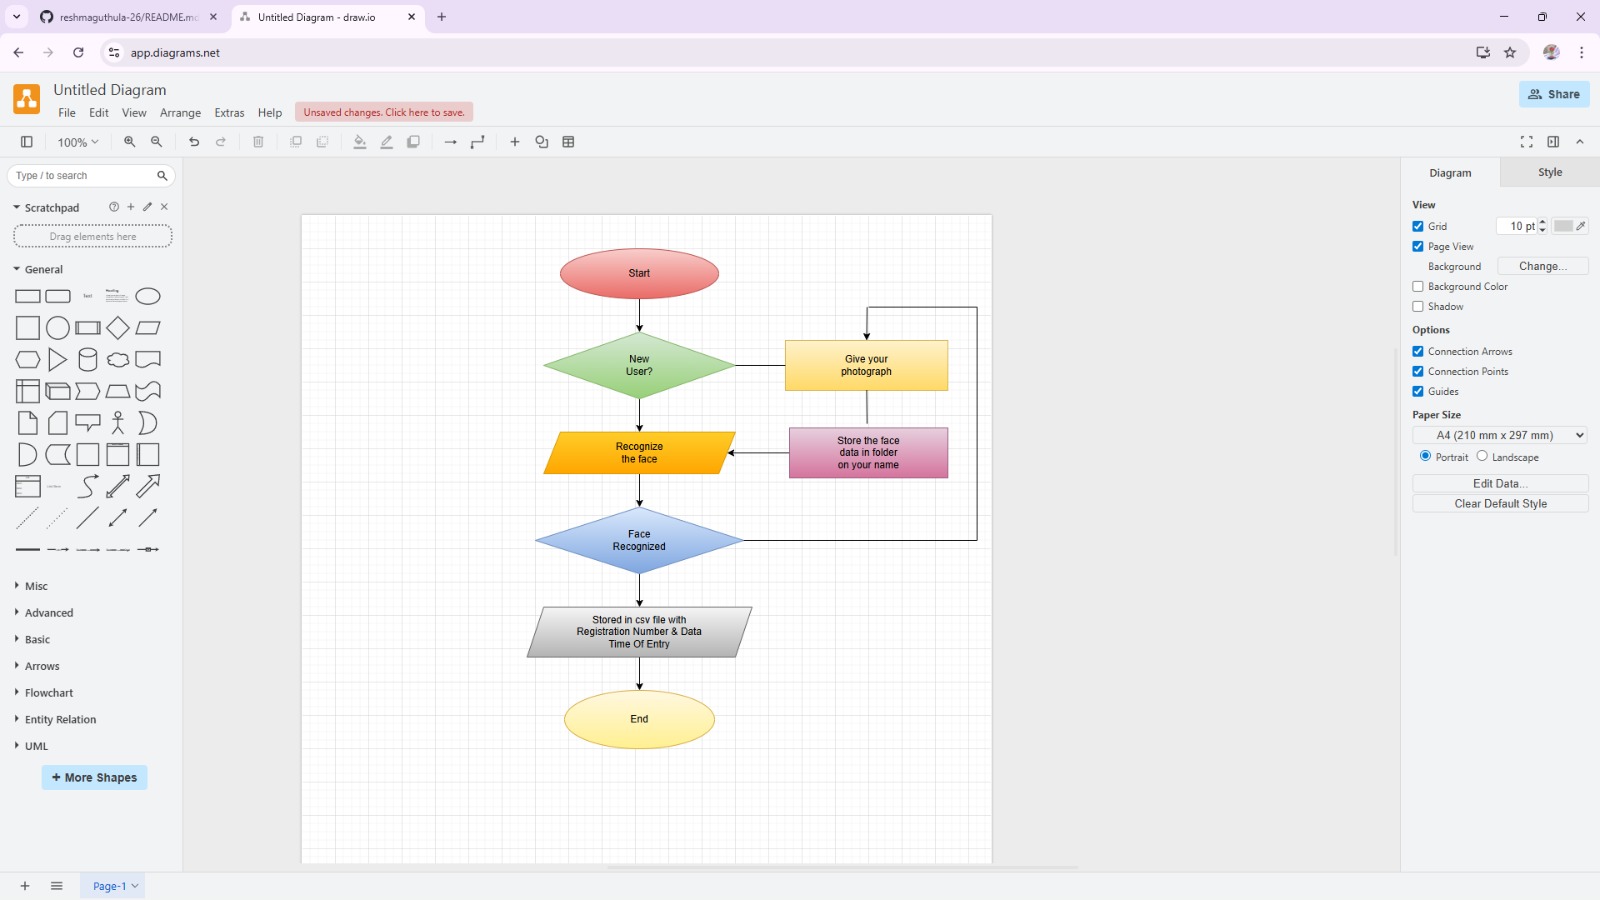 reshmaguthula-26/README.md
Untitled Diagram - draw.io
app.diagrams.net
Untitled Diagram
File Edit View Arrange Extras Help Unsaved changes. Click here to save.
Share
100%
Type / to search
Scratchpad
Drag elements here
General
Text
Heading
Misc
Advanced
Basic
Arrows
Flowchart
Entity Relation
UML
+ More Shapes
Start
New
User?
Give your
photograph
Recognize
the face
Store the face
data in folder
on your name
Face
Recognized
Stored in csv file with
Registration Number & Data
Time Of Entry
End
Diagram Style
View
Grid 10 pt
Page View
Background Change...
Background Color
Shadow
Options
Connection Arrows
Connection Points
Guides
Paper Size
A4 (210 mm x 297 mm)
Portrait Landscape
Edit Data...
Clear Default Style
Page-1